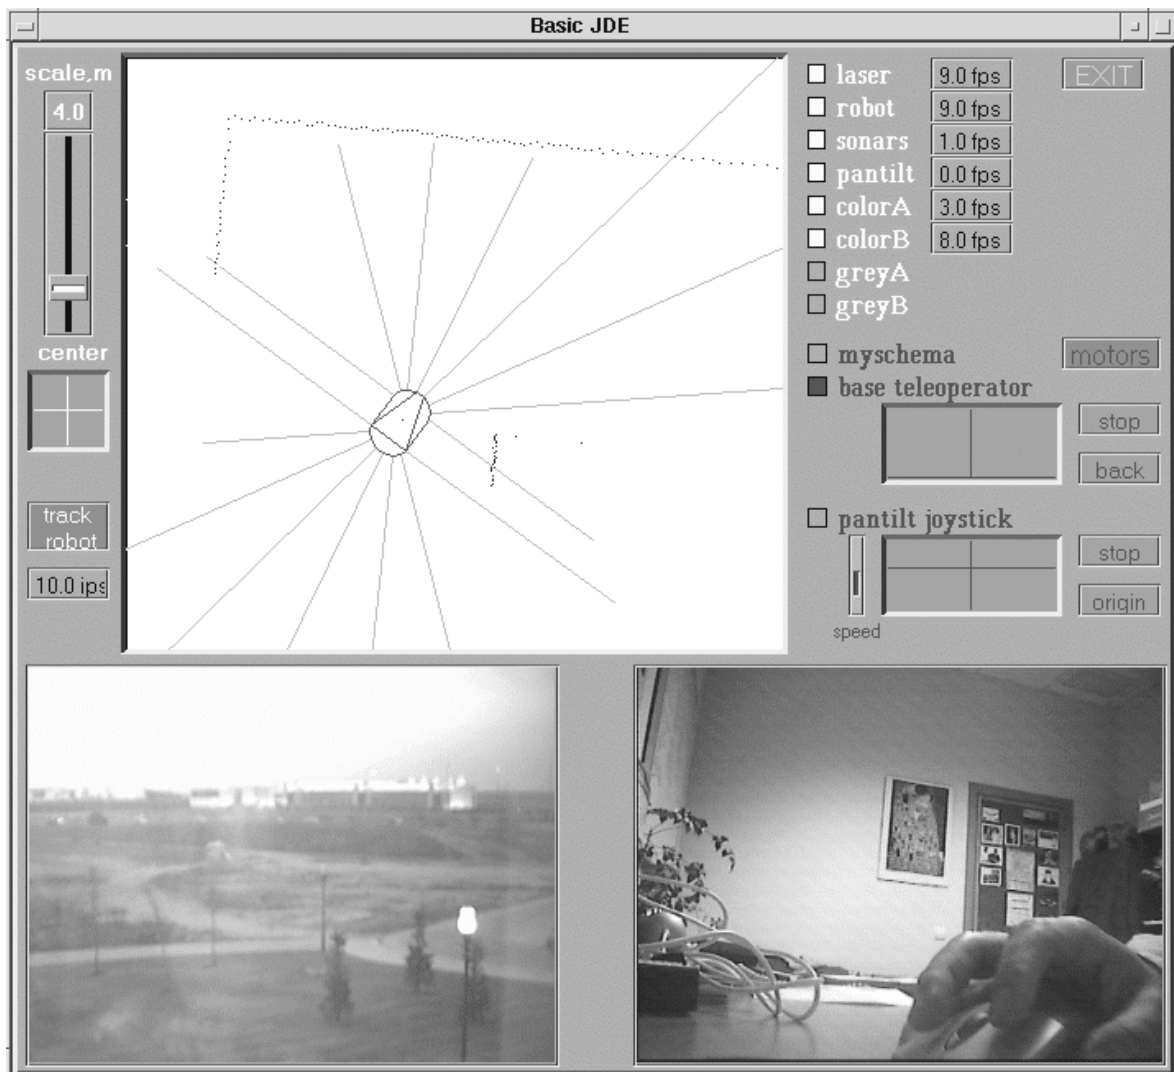 Basic JDE
scale,m
4.0
center
track
robot
10.0 ips
laser 9.0 fps EXIT
robot 9.0 fps
sonars 1.0 fps
pantilt 0.0 fps
colorA 3.0 fps
colorB 8.0 fps
greyA
greyB
myschema motors
base teleoperator
stop
back
pantilt joystick
stop
origin
speed